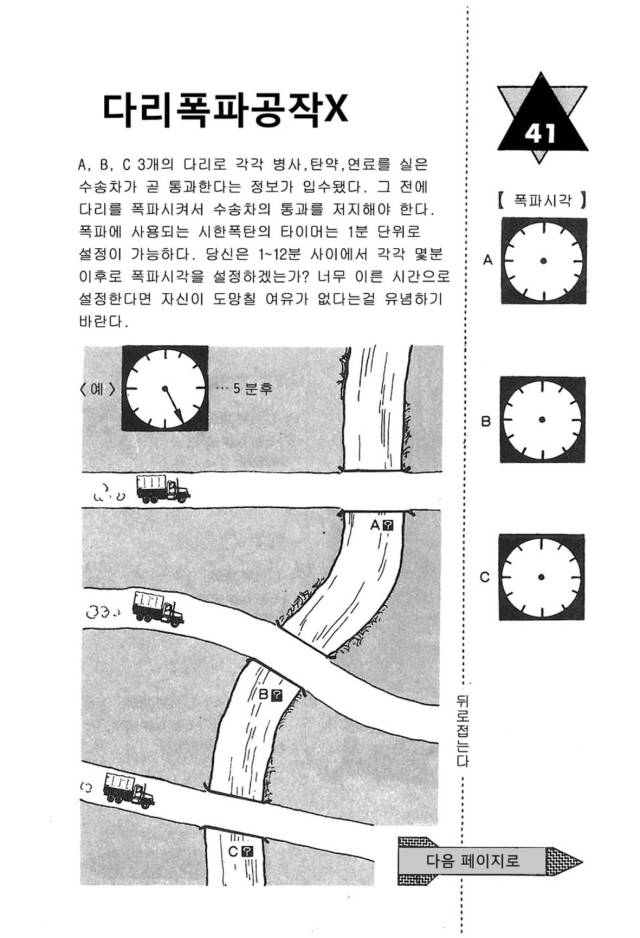 다리폭파공작X
41
A, B, C 3개의 다리로 각각 병사,탄약,연료를 실은
수송차가 곧 통과한다는 정보가 입수됐다. 그 전에
다리를 폭파시켜서 수송차의 통과를 저지해야 한다.
폭파에 사용되는 시한폭탄의 타이머는 1분 단위로
설정이 가능하다. 당신은 1~12분 사이에서 각각 몇분
이후로 폭파시각을 설정하겠는가? 너무 이른 시간으로
설정한다면 자신이 도망칠 여유가 없다는걸 유념하기
바란다.
【 폭파시각 】
A
B
C
〈예〉
… 5 분후
A ?
B ?
C ?
뒤로접는다
다음 페이지로